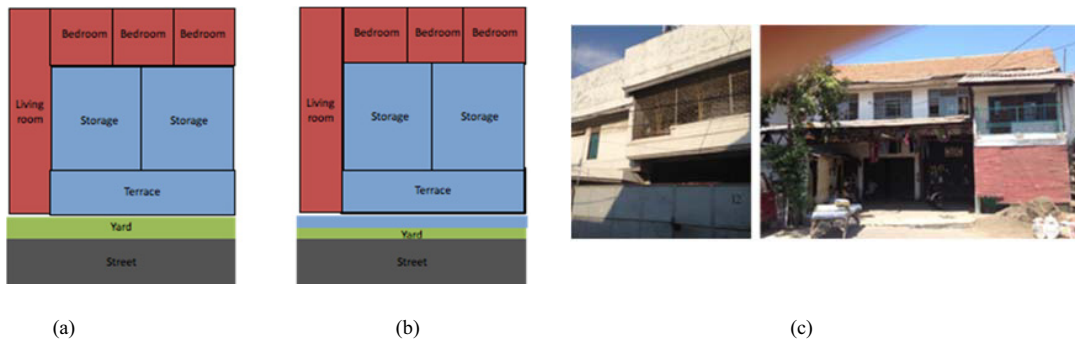 Bedroom Bedroom Bedroom
Living
room
Storage Storage
Terrace
Yard
Street
(a)
Bedroom Bedroom Bedroom
Living
room
Storage Storage
Terrace
Yard
Street
(b)
12
(c)